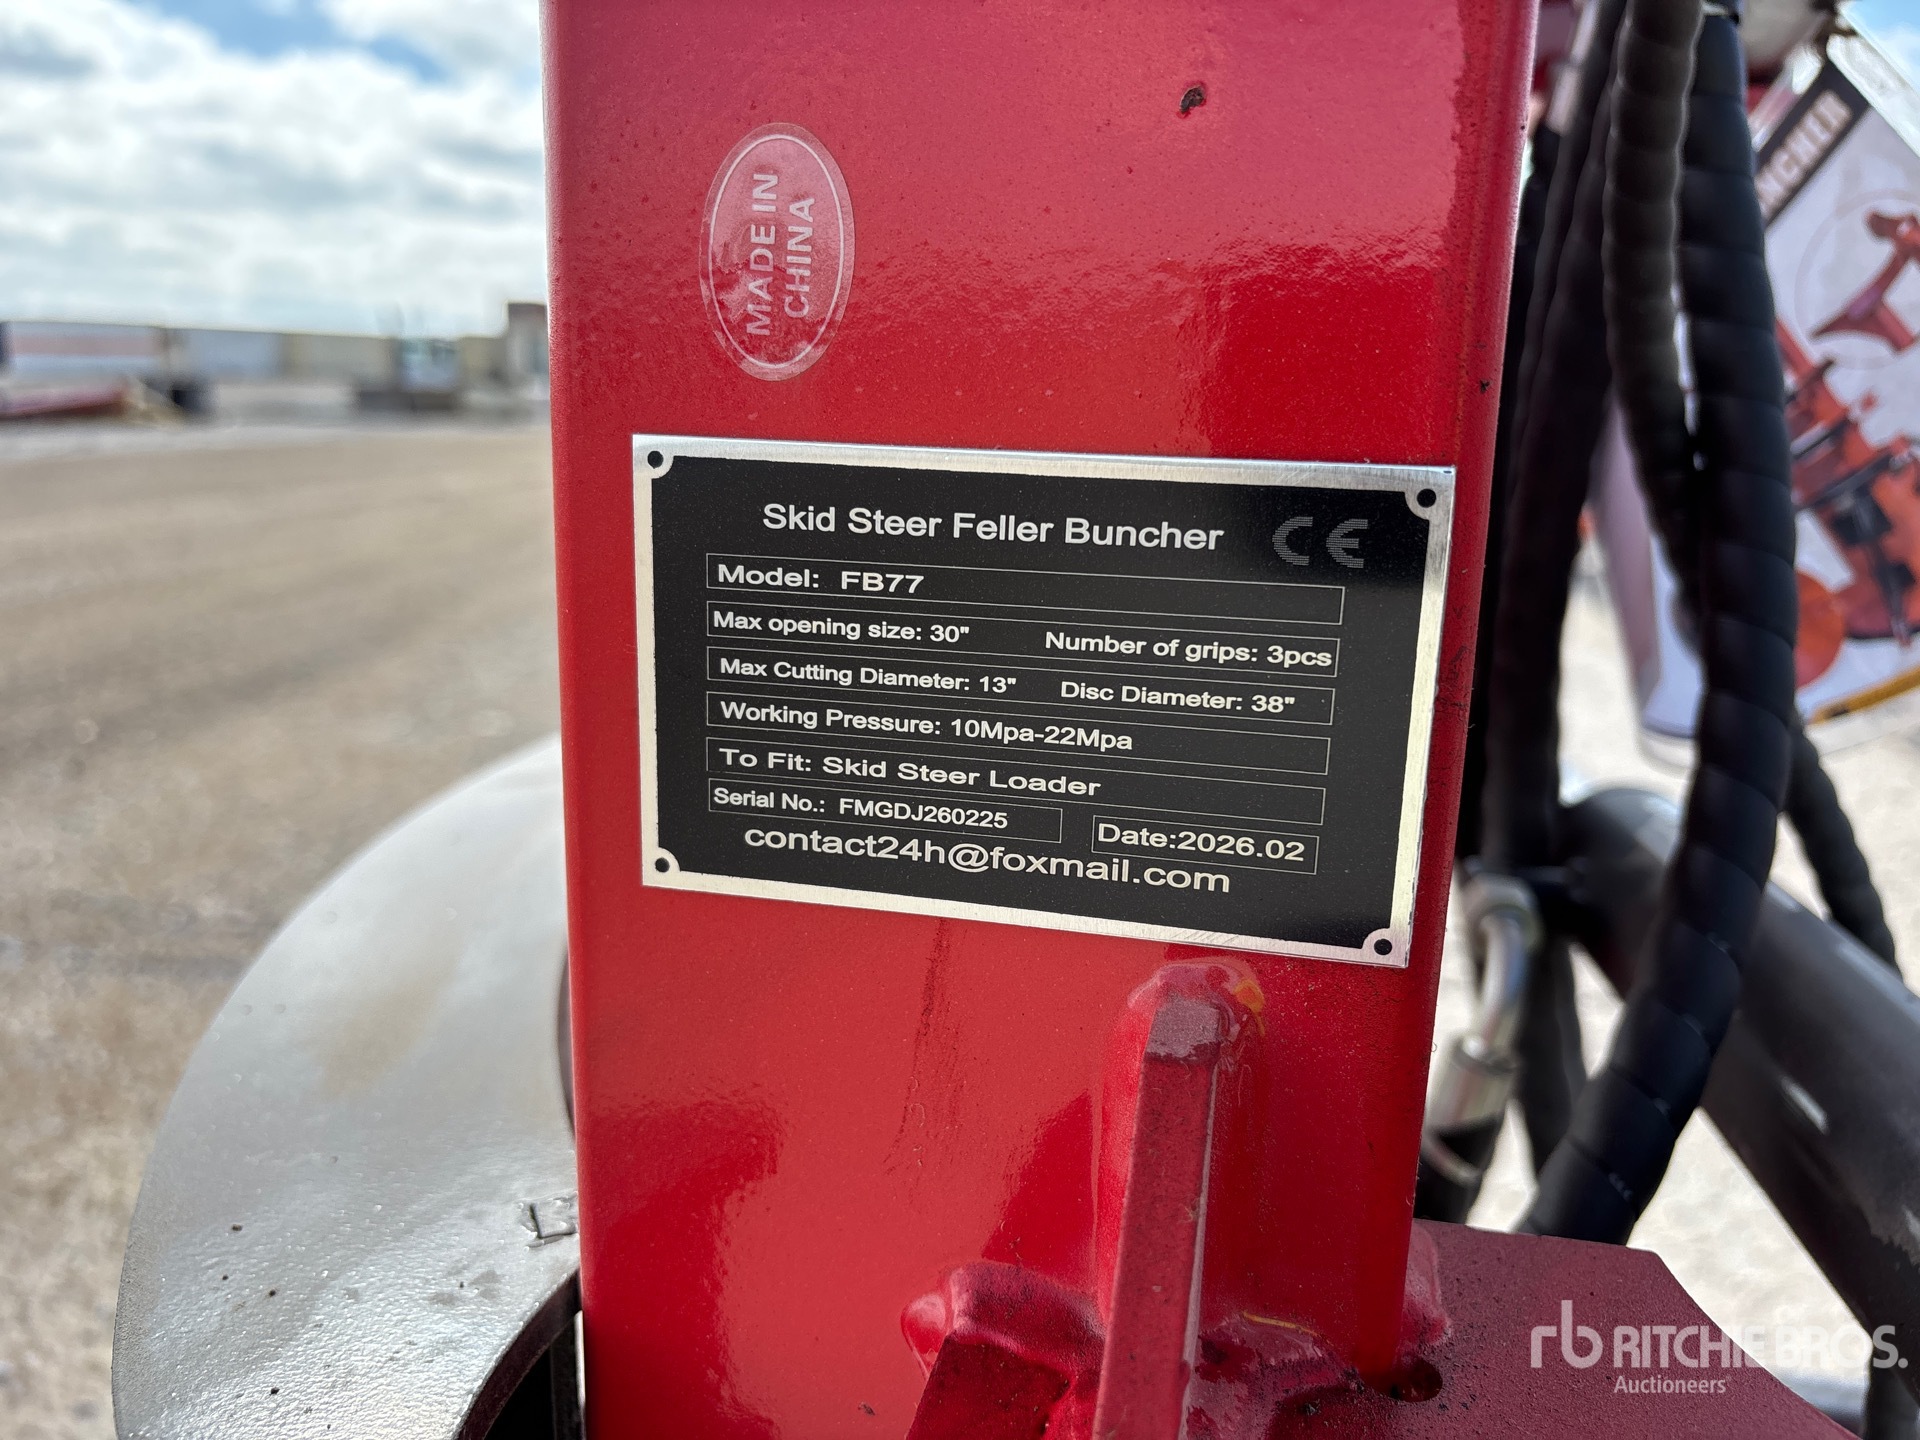 MADE IN
CHINA
Skid Steer Feller Buncher CE
Model: FB77
Max opening size: 30" Number of grips: 3pcs
Max Cutting Diameter: 13" Disc Diameter: 38"
Working Pressure: 10Mpa-22Mpa
To Fit: Skid Steer Loader
Serial No.: FMGDJ260225 Date:2026.02
contact24h@foxmail.com
rb RITCHIE BROS.
Auctioneers